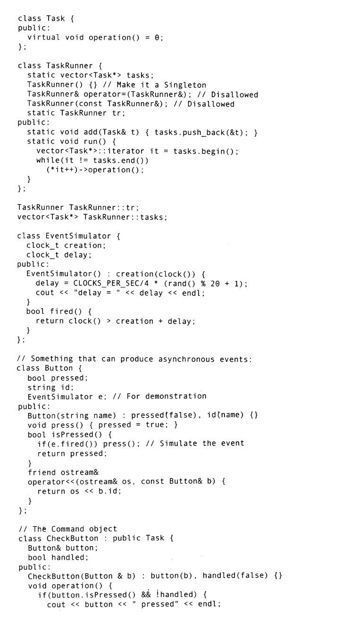 class Task {
public:
  virtual void operation() = 0;
};

class TaskRunner {
  static vector<Task*> tasks;
  TaskRunner() {} // Make it a Singleton
  TaskRunner& operator=(TaskRunner&); // Disallowed
  TaskRunner(const TaskRunner&); // Disallowed
  static TaskRunner tr;
public:
  static void add(Task& t) { tasks.push_back(&t); }
  static void run() {
    vector<Task*>::iterator it = tasks.begin();
    while(it != tasks.end())
      (*it++)->operation();
  }
};

TaskRunner TaskRunner::tr;
vector<Task*> TaskRunner::tasks;

class EventSimulator {
  clock_t creation;
  clock_t delay;
public:
  EventSimulator() : creation(clock()) {
    delay = CLOCKS_PER_SEC/4 * (rand() % 20 + 1);
    cout << "delay = " << delay << endl;
  }
  bool fired() {
    return clock() > creation + delay;
  }
};

// Something that can produce asynchronous events:
class Button {
  bool pressed;
  string id;
  EventSimulator e; // For demonstration
public:
  Button(string name) : pressed(false), id(name) {}
  void press() { pressed = true; }
  bool isPressed() {
    if(e.fired()) press(); // Simulate the event
    return pressed;
  }
  friend ostream&
  operator<<(ostream& os, const Button& b) {
    return os << b.id;
  }
};

// The Command object
class CheckButton : public Task {
  Button& button;
  bool handled;
public:
  CheckButton(Button & b) : button(b), handled(false) {}
  void operation() {
    if(button.isPressed() && !handled) {
      cout << button << " pressed" << endl;